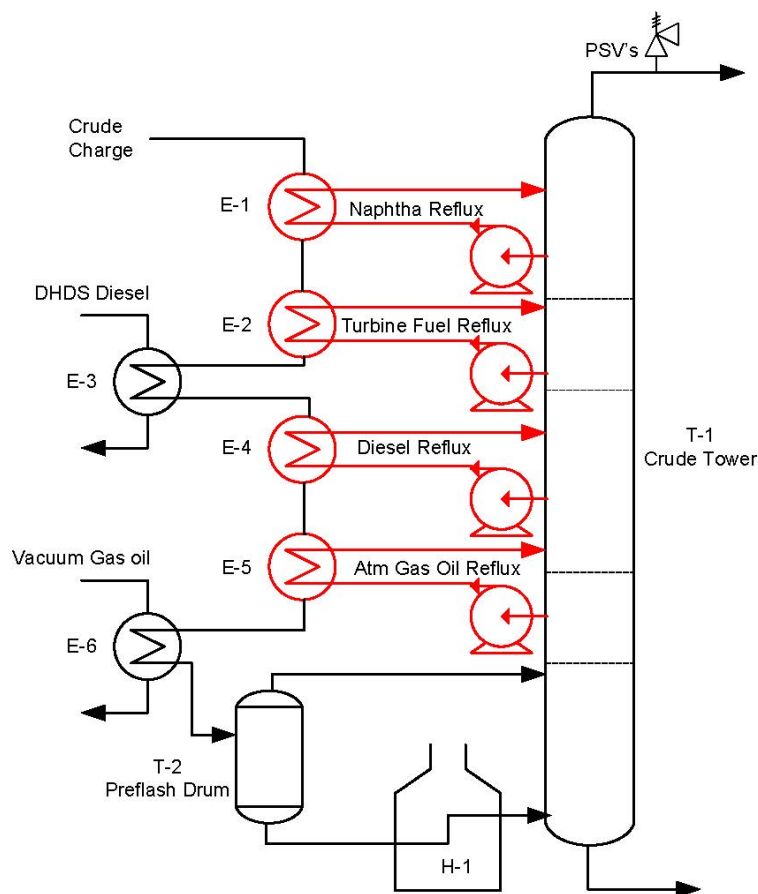 PSV's
Crude
Charge
E-1
Naphtha Reflux
DHDS Diesel
E-2
Turbine Fuel Reflux
E-3
E-4
Diesel Reflux
T-1
Crude Tower
Vacuum Gas oil
E-5
Atm Gas Oil Reflux
E-6
T-2
Preflash Drum
H-1